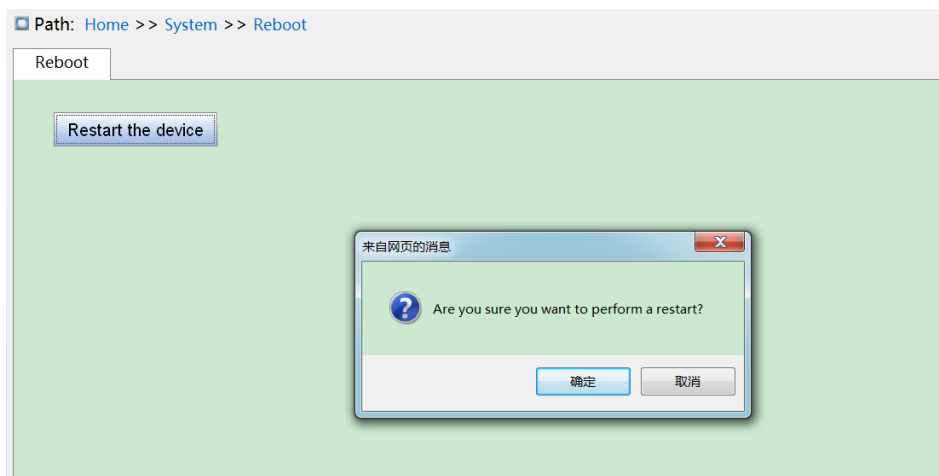 Path: Home >> System >> Reboot
Reboot
Restart the device
来自网页的消息
Are you sure you want to perform a restart?
确定 取消